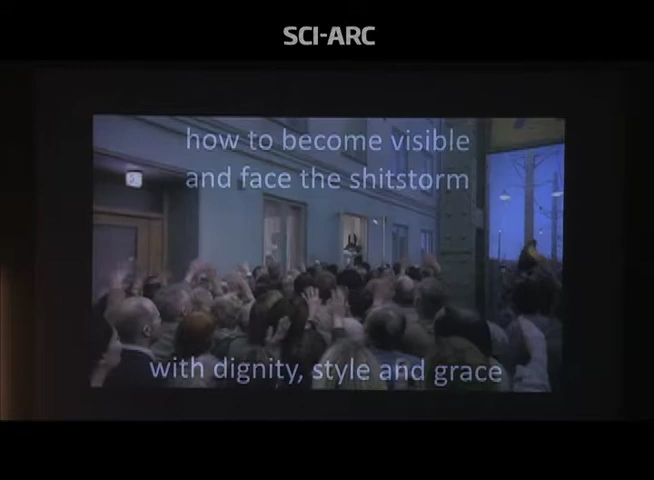 SCI-ARC
how to become visible
and face the shitstorm
with dignity, style and grace